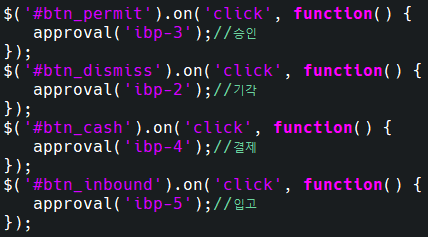 $('#btn_permit').on('click', function() {
   approval('ibp-3');//승인
});
$('#btn_dismiss').on('click', function() {
   approval('ibp-2');//기각
});
$('#btn_cash').on('click', function() {
   approval('ibp-4');//결제
});
$('#btn_inbound').on('click', function() {
   approval('ibp-5');//입고
});